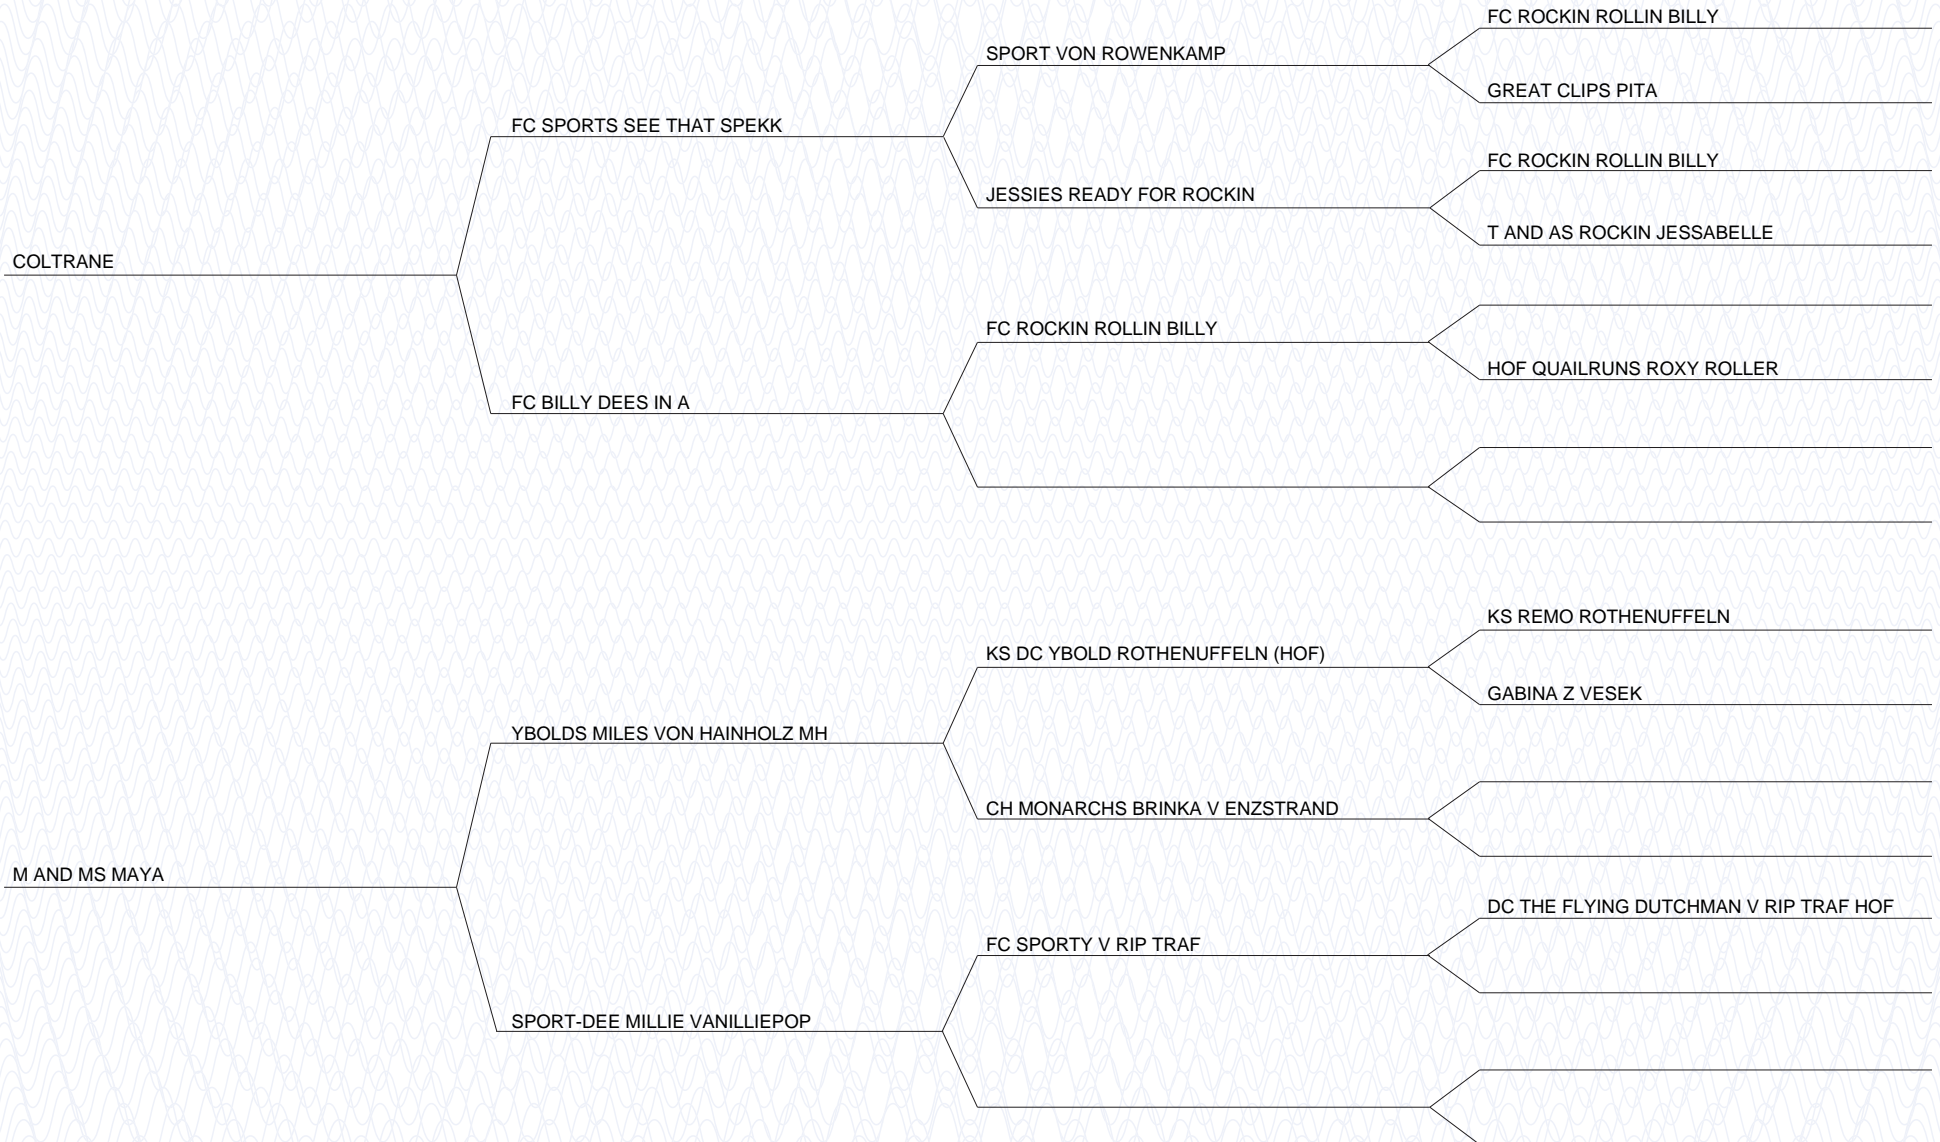 FC ROCKIN ROLLIN BILLY
SPORT VON ROWENKAMP
GREAT CLIPS PITA
FC SPORTS SEE THAT SPEKK
FC ROCKIN ROLLIN BILLY
JESSIES READY FOR ROCKIN
T AND AS ROCKIN JESSABELLE
COLTRANE
FC ROCKIN ROLLIN BILLY
HOF QUAILRUNS ROXY ROLLER
FC BILLY DEES IN A
KS REMO ROTHENUFFELN
KS DC YBOLD ROTHENUFFELN (HOF)
GABINA Z VESEK
YBOLDS MILES VON HAINHOLZ MH
CH MONARCHS BRINKA V ENZSTRAND
M AND MS MAYA
DC THE FLYING DUTCHMAN V RIP TRAF HOF
FC SPORTY V RIP TRAF
SPORT-DEE MILLIE VANILLIEPOP